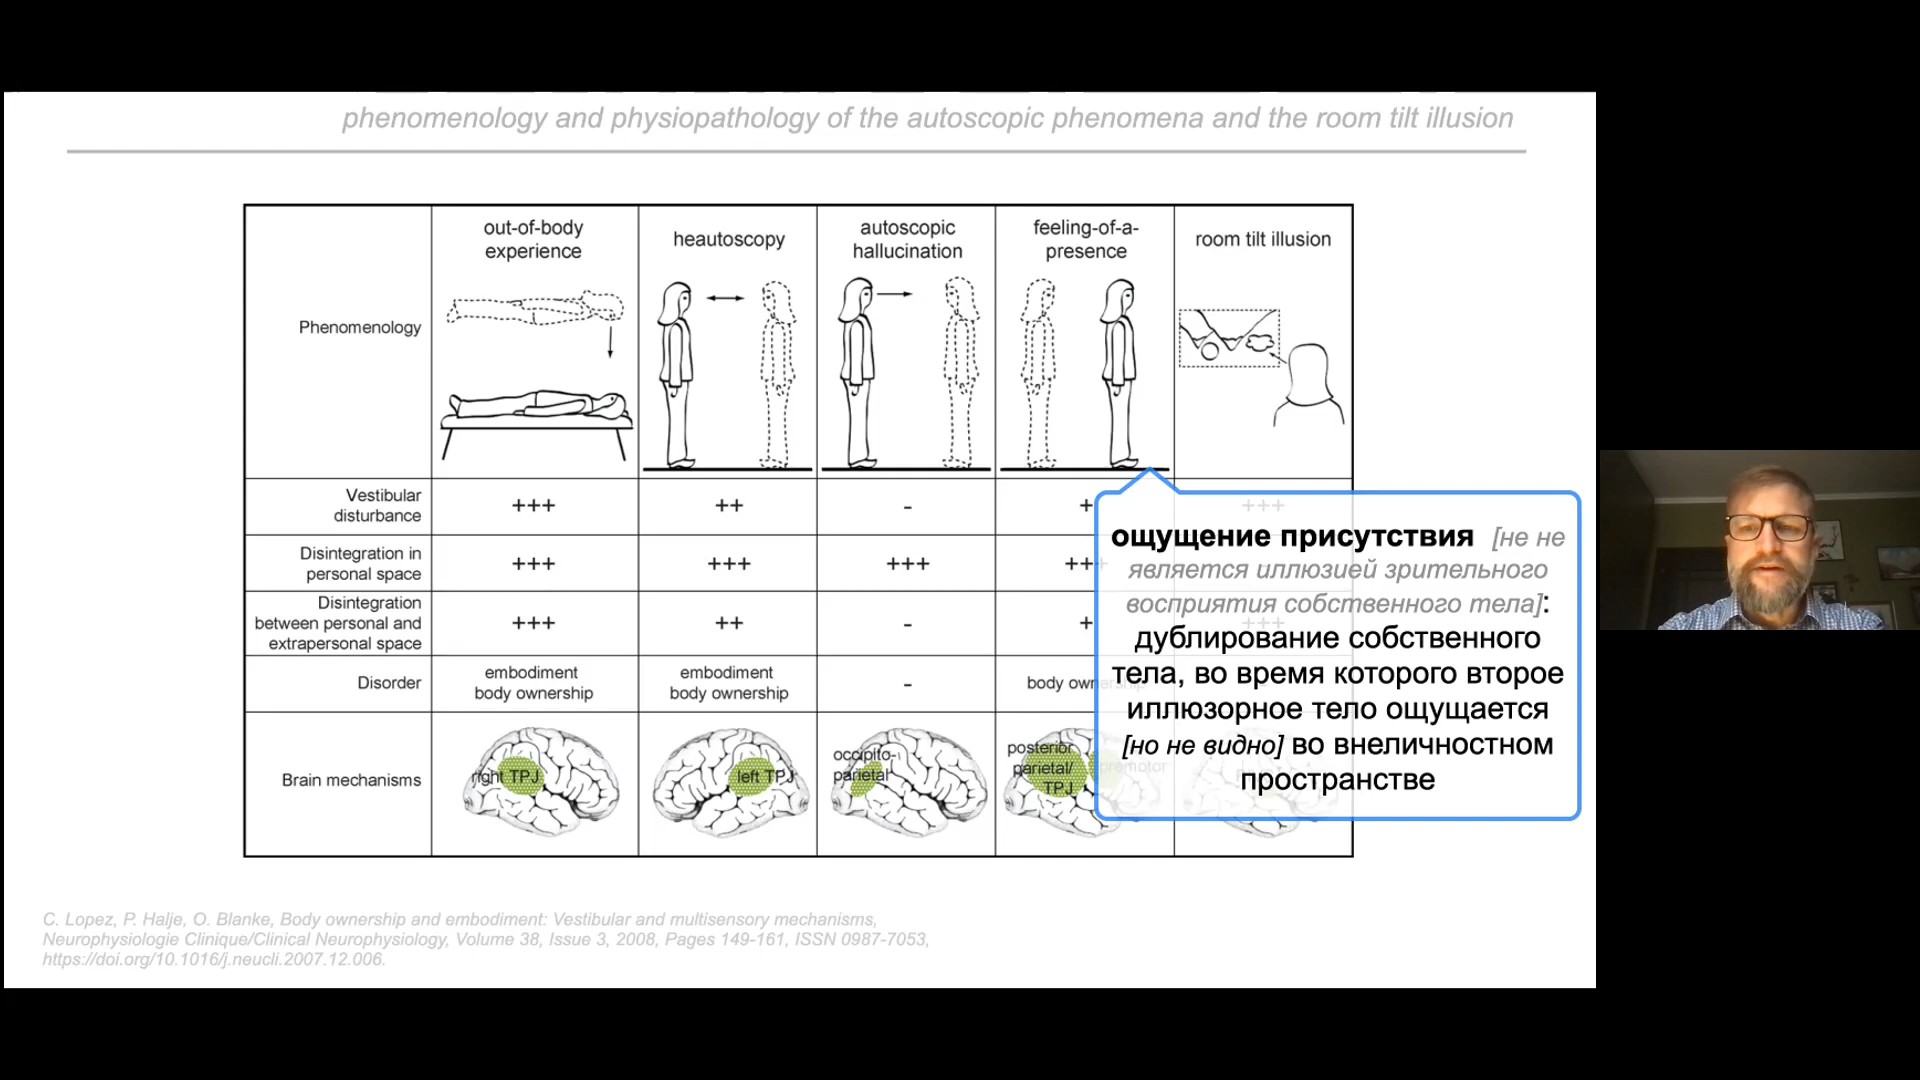 phenomenology and physiopathology of the autoscopic phenomena and the room tilt illusion
out-of-body
experience
heautoscopy
autoscopic
hallucination
feeling-of-a-
presence
room tilt illusion
Phenomenology
Vestibular
disturbance
+++
++
-
+
+++
Disintegration in
personal space
+++
+++
+++
+++
Disintegration
between personal and
extrapersonal space
+++
++
-
+
+++
Disorder
embodiment
body ownership
embodiment
body ownership
-
body ownership
Brain mechanisms
right TPJ
left TPJ
occipito-
parietal
posterior
parietal/
TPJ
premotor
ощущение присутствия [не не
является иллюзией зрительного
восприятия собственного тела]:
дублирование собственного
тела, во время которого второе
иллюзорное тело ощущается
[но не видно] во внеличностном
пространстве
C. Lopez, P. Halje, O. Blanke, Body ownership and embodiment: Vestibular and multisensory mechanisms,
Neurophysiologie Clinique/Clinical Neurophysiology, Volume 38, Issue 3, 2008, Pages 149-161, ISSN 0987-7053,
https://doi.org/10.1016/j.neucli.2007.12.006.